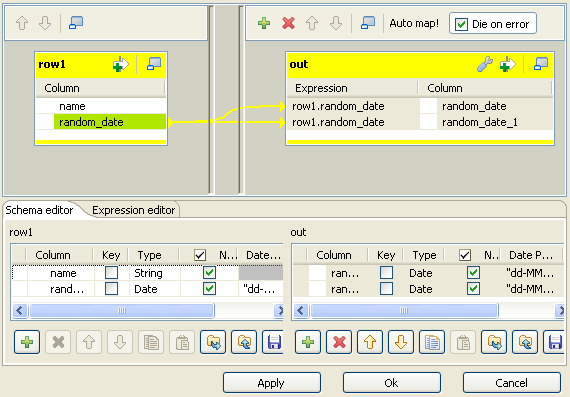 Auto map! Die on error
row1
Column
name
random_date
out
Expression Column
row1.random_date random_date
row1.random_date random_date_1
Schema editor Expression editor
row1
Column Key Type N.. Date...
name String
rand... Date "dd-...
out
Column Key Type N.. Date P...
ran... Date "dd-MM...
ran... Date "dd-MM...
Apply Ok Cancel